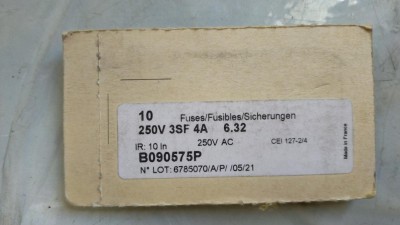 10 Fuses/Fusibles/Sicherungen
250V 3SF 4A 6.32
IR: 10 In 250V AC CEI 127-2/4
B090575P
N° LOT: 6785070/A/P/ /05/21
Made in France